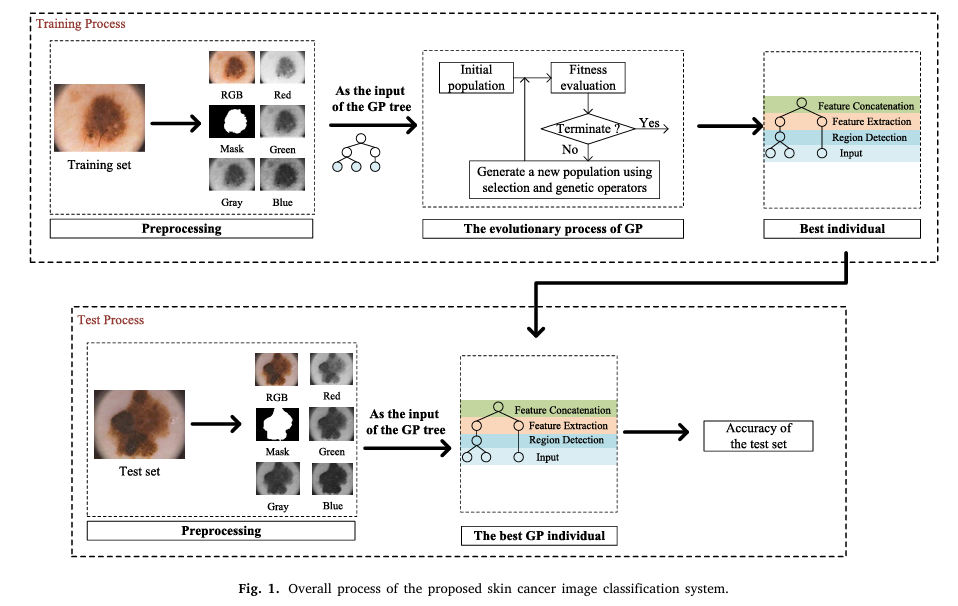 Training Process
Training set
RGB
Red
Mask
Green
Gray
Blue
Preprocessing
As the input
of the GP tree
Initial
population
Fitness
evaluation
Terminate ?
Yes
No
Generate a new population using
selection and genetic operators
The evolutionary process of GP
Feature Concatenation
Feature Extraction
Region Detection
Input
Best individual
Test Process
Test set
RGB
Red
Mask
Green
Gray
Blue
Preprocessing
As the input
of the GP tree
Feature Concatenation
Feature Extraction
Region Detection
Input
The best GP individual
Accuracy of
the test set
Fig. 1. Overall process of the proposed skin cancer image classification system.